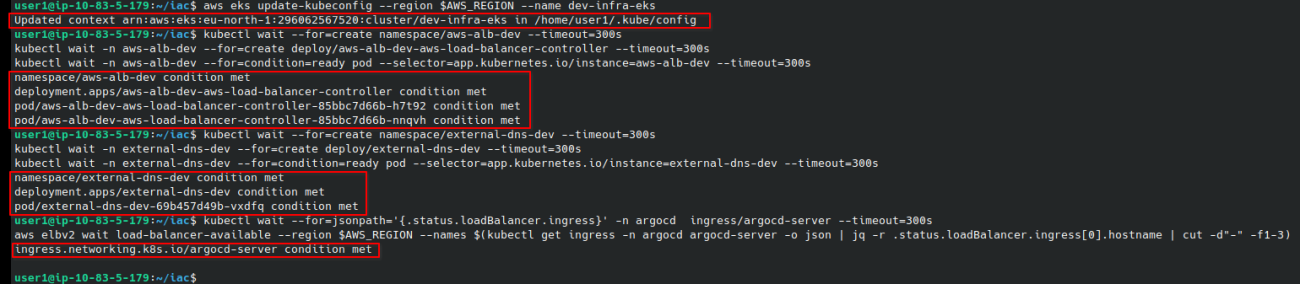 user1@ip-10-83-5-179:~/iac$ aws eks update-kubeconfig --region $AWS_REGION --name dev-infra-eks
Updated context arn:aws:eks:eu-north-1:296062567520:cluster/dev-infra-eks in /home/user1/.kube/config
user1@ip-10-83-5-179:~/iac$ kubectl wait --for=create namespace/aws-alb-dev --timeout=300s
kubectl wait -n aws-alb-dev --for=create deploy/aws-alb-dev-aws-load-balancer-controller --timeout=300s
kubectl wait -n aws-alb-dev --for=condition=ready pod --selector=app.kubernetes.io/instance=aws-alb-dev --timeout=300s
namespace/aws-alb-dev condition met
deployment.apps/aws-alb-dev-aws-load-balancer-controller condition met
pod/aws-alb-dev-aws-load-balancer-controller-85bbc7d66b-h7t92 condition met
pod/aws-alb-dev-aws-load-balancer-controller-85bbc7d66b-nnqvh condition met
user1@ip-10-83-5-179:~/iac$ kubectl wait --for=create namespace/external-dns-dev --timeout=300s
kubectl wait -n external-dns-dev --for=create deploy/external-dns-dev --timeout=300s
kubectl wait -n external-dns-dev --for=condition=ready pod --selector=app.kubernetes.io/instance=external-dns-dev --timeout=300s
namespace/external-dns-dev condition met
deployment.apps/external-dns-dev condition met
pod/external-dns-dev-69b457d49b-vxdfq condition met
user1@ip-10-83-5-179:~/iac$ kubectl wait --for=jsonpath='{.status.loadBalancer.ingress}' -n argocd  ingress/argocd-server --timeout=300s
aws elbv2 wait load-balancer-available --region $AWS_REGION --names $(kubectl get ingress -n argocd argocd-server -o json | jq -r .status.loadBalancer.ingress[0].hostname | cut -d"-" -f1-3)
ingress.networking.k8s.io/argocd-server condition met
user1@ip-10-83-5-179:~/iac$